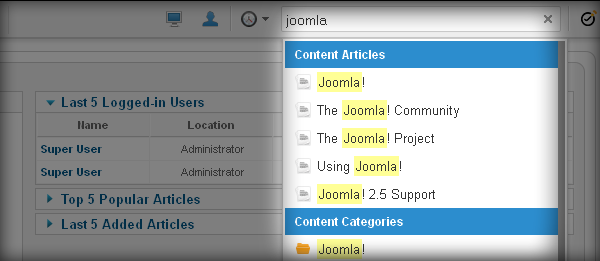 joomla
Content Articles
Joomla!
The Joomla! Community
The Joomla! Project
Using Joomla!
Joomla! 2.5 Support
Content Categories
Joomla!
Last 5 Logged-in Users
Name Location
Super User Administrator
Super User Administrator
Top 5 Popular Articles
Last 5 Added Articles